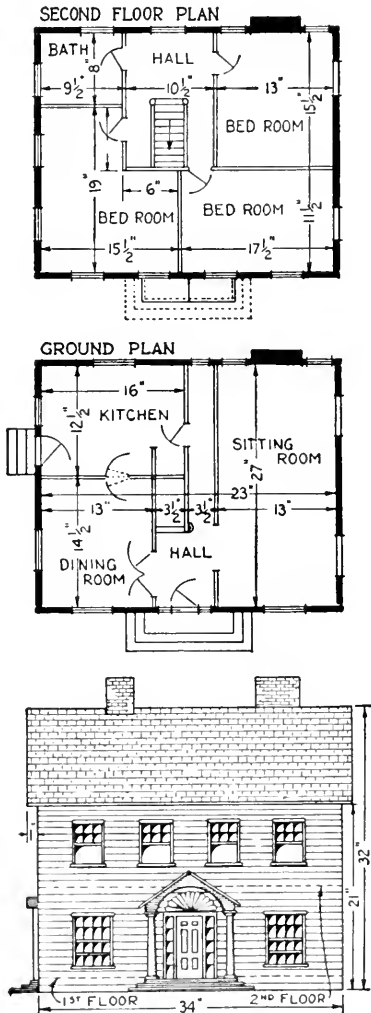 SECOND FLOOR PLAN
BATH
HALL
8"
9½"
10½"
13"
15½"
BED ROOM
19"
6"
BED ROOM
BED ROOM
11½"
15½"
17½"
GROUND PLAN
16"
KITCHEN
12½"
SITTING
ROOM
23"
27"
13"
3½"
3½"
13"
14½"
HALL
DINING
ROOM
1"
32"
21"
1ST FLOOR
2ND FLOOR
34"